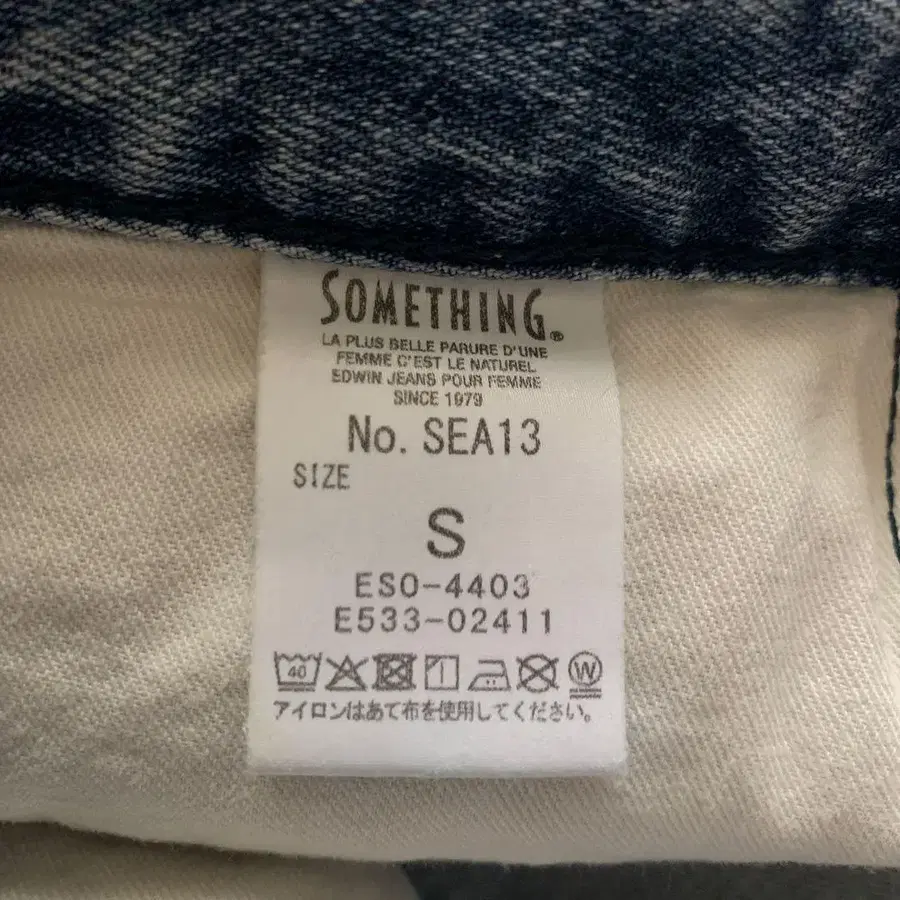 SOMETHING®
LA PLUS BELLE PARURE D'UNE
FEMME C'EST LE NATUREL
EDWIN JEANS POUR FEMME
SINCE 1979
No. SEA13
SIZE
S
ESO-4403
E533-02411
40 W
アイロンはあて布を使用してください。